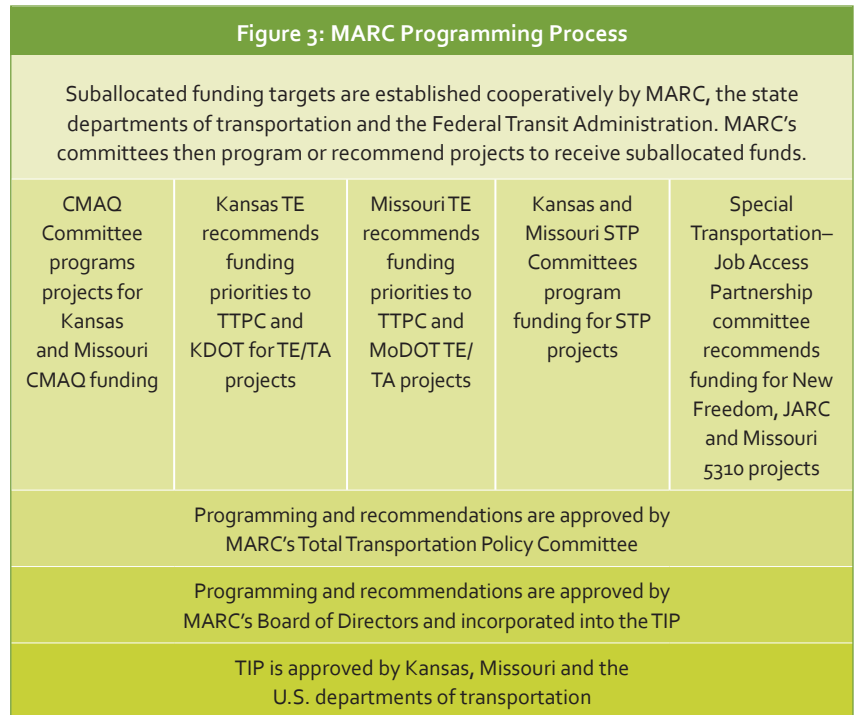 Figure 3: MARC Programming Process
Suballocated funding targets are established cooperatively by MARC, the state
departments of transportation and the Federal Transit Administration. MARC's
committees then program or recommend projects to receive suballocated funds.
CMAQ
Committee
programs
projects for
Kansas
and Missouri
CMAQ funding
Kansas TE
recommends
funding
priorities to
TTPC and
KDOT for TE/TA
projects
Missouri TE
recommends
funding
priorities to
TTPC and
MoDOT TE/
TA projects
Kansas and
Missouri STP
Committees
program
funding for STP
projects
Special
Transportation–
Job Access
Partnership
committee
recommends
funding for New
Freedom, JARC
and Missouri
5310 projects
Programming and recommendations are approved by
MARC's Total Transportation Policy Committee
Programming and recommendations are approved by
MARC's Board of Directors and incorporated into the TIP
TIP is approved by Kansas, Missouri and the
U.S. departments of transportation